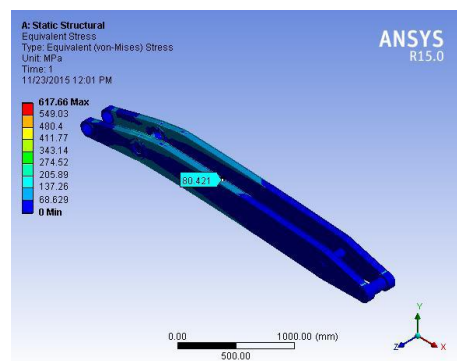 A: Static Structural
Equivalent Stress
Type: Equivalent (von-Mises) Stress
Unit: MPa
Time: 1
11/23/2015 12:01 PM
617.66 Max
549.03
480.4
411.77
343.14
274.52
205.89
137.26
68.629
0 Min
ANSYS
R15.0
80.421
0.00
1000.00 (mm)
500.00
Y
Z
X